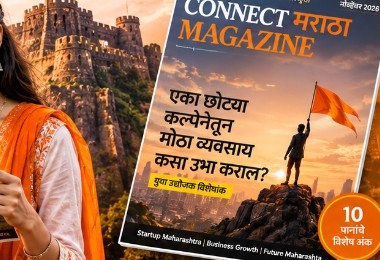 नोव्हेंबर 2026
CONNECT मराठा
MAGAZINE
एका छोटया
कल्पनेतून
मोठा व्यवसाय
कसा उभा कराल?
युवा उद्योजक विशेषांक
10
पानांचे
विशेष अंक
Startup Maharashtra | Business Growth | Future Maharashtra